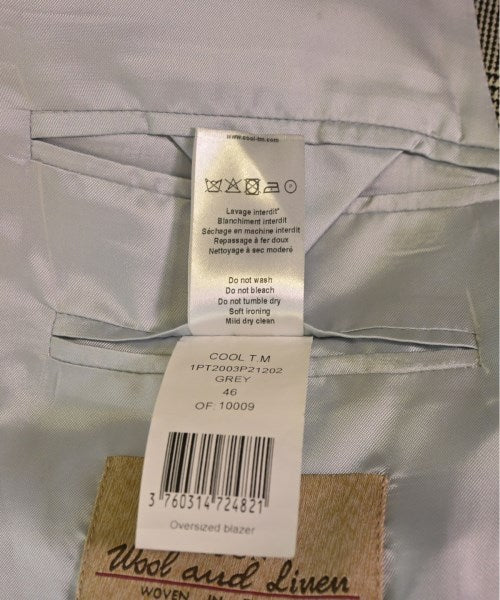 www.cool-tm.com
Lavage interdit*
Blanchiment interdit
Séchage en machine interdit
Repassage à fer doux
Nettoyage à sec modéré
Do not wash
Do not bleach
Do not tumble dry
Soft ironing
Mild dry clean
COOL T.M
1PT2003P21202
GREY
46
OF: 10009
3 760314 724821
Oversized blazer
Wool and Linen
WOVEN IN